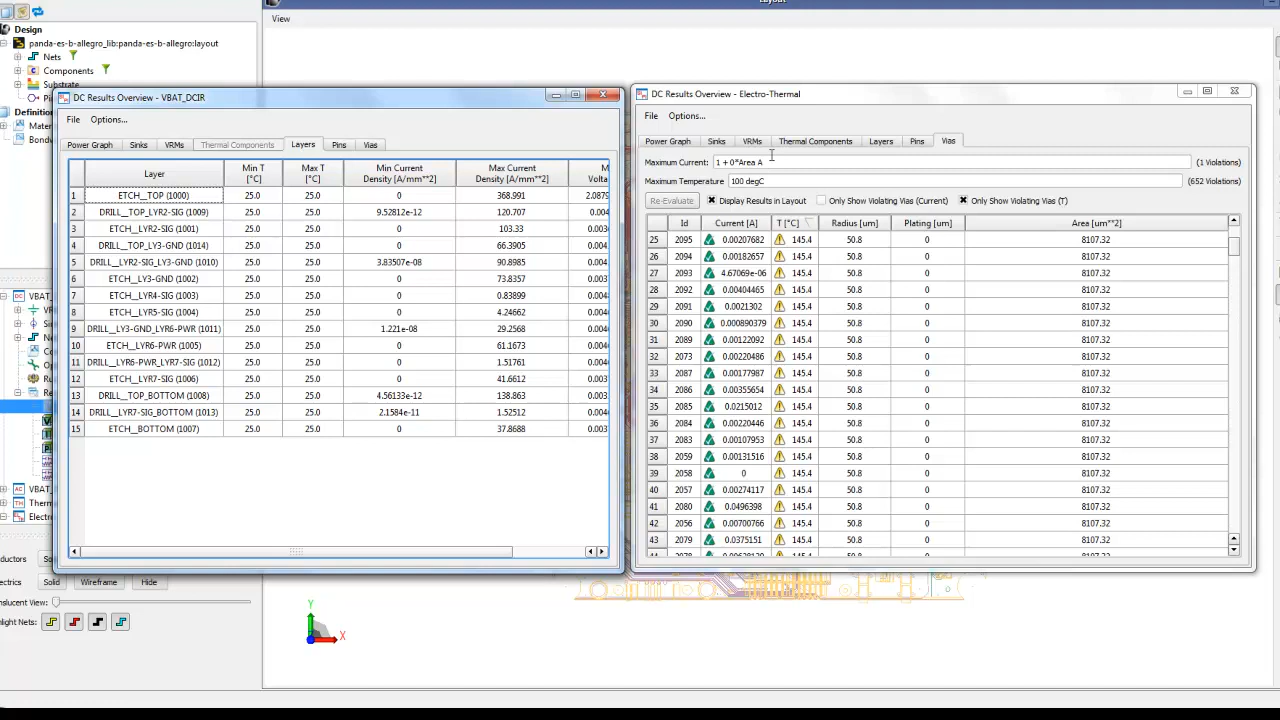 Layout
View
Design
panda-es-b-allegro_lib:panda-es-b-allegro:layout
Nets
Components
Substrate
Definition
Mater
Bondw
DC Results Overview - VBAT_DCIR
File Options...
Power Graph Sinks VRMs Thermal Components Layers Pins Vias
Layer Min T [°C] Max T [°C] Min Current Density [A/mm**2] Max Current Density [A/mm**2]
1 ETCH__TOP (1000) 25.0 25.0 0 368.991 2.0879
2 DRILL__TOP_LYR2-SIG (1009) 25.0 25.0 9.52812e-12 120.707 0.004
3 ETCH__LYR2-SIG (1001) 25.0 25.0 0 103.33
4 DRILL__TOP_LY3-GND (1014) 25.0 25.0 0 66.3905
5 DRILL__LYR2-SIG_LY3-GND (1010) 25.0 25.0 3.83507e-08 90.8985
6 ETCH__LY3-GND (1002) 25.0 25.0 0 73.8357
7 ETCH__LYR4-SIG (1003) 25.0 25.0 0 0.83899
8 ETCH__LYR5-SIG (1004) 25.0 25.0 0 4.24662
9 DRILL__LY3-GND_LYR6-PWR (1011) 25.0 25.0 1.221e-08 29.2568
10 ETCH__LYR6-PWR (1005) 25.0 25.0 0 61.1673
11 DRILL__LYR6-PWR_LYR7-SIG (1012) 25.0 25.0 0 1.51761
12 ETCH__LYR7-SIG (1006) 25.0 25.0 0 41.6612
13 DRILL__TOP_BOTTOM (1008) 25.0 25.0 4.56133e-12 138.863
14 DRILL__LYR7-SIG_BOTTOM (1013) 25.0 25.0 2.1584e-11 1.52512
15 ETCH__BOTTOM (1007) 25.0 25.0 0 37.8688
DC Results Overview - Electro-Thermal
File Options...
Power Graph Sinks VRMs Thermal Components Layers Pins Vias
Maximum Current: 1 + 0*Area A (1 Violations)
Maximum Temperature 100 degC (652 Violations)
Re-Evaluate Display Results in Layout Only Show Violating Vias (Current) Only Show Violating Vias (T)
Id Current [A] T [°C] Radius [um] Plating [um] Area [um**2]
25 2095 0.00207682 145.4 50.8 0 8107.32
26 2094 0.00182657 145.4 50.8 0 8107.32
27 2093 4.67069e-06 145.4 50.8 0 8107.32
28 2092 0.00404465 145.4 50.8 0 8107.32
29 2091 0.0021302 145.4 50.8 0 8107.32
30 2090 0.000890379 145.4 50.8 0 8107.32
31 2089 0.00122092 145.4 50.8 0 8107.32
32 2073 0.00220486 145.4 50.8 0 8107.32
33 2087 0.00177987 145.4 50.8 0 8107.32
34 2086 0.00355654 145.4 50.8 0 8107.32
35 2085 0.0215012 145.4 50.8 0 8107.32
36 2084 0.00220446 145.4 50.8 0 8107.32
37 2083 0.00107953 145.4 50.8 0 8107.32
38 2059 0.00131516 145.4 50.8 0 8107.32
39 2058 0 145.4 50.8 0 8107.32
40 2057 0.00274117 145.4 50.8 0 8107.32
41 2080 0.0496398 145.4 50.8 0 8107.32
42 2056 0.00700766 145.4 50.8 0 8107.32
43 2079 0.0375151 145.4 50.8 0 8107.32
VBAT_
VBAT_
Therm
Electro
Solid Wireframe Hide
Y
X